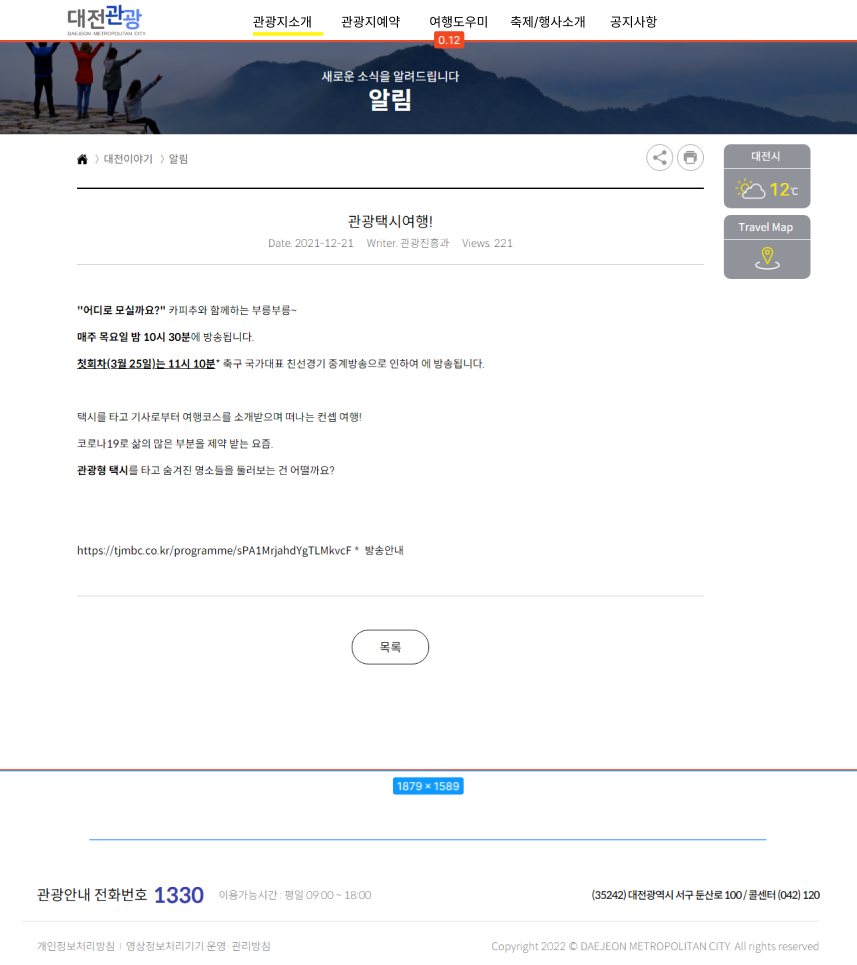 대전관광
DAEJEON METROPOLITAN CITY
관광지소개 관광지예약 여행도우미 축제/행사소개 공지사항
0.12
새로운 소식을 알려드립니다
알림
〉대전이야기 〉알림
대전시
12℃
Travel Map
관광택시여행!
Date. 2021-12-21 Writer. 관광진흥과 Views. 221
"어디로 모실까요?" 카피추와 함께하는 부릉부릉~
매주 목요일 밤 10시 30분에 방송됩니다.
첫회차(3월 25일)는 11시 10분* 축구 국가대표 친선경기 중계방송으로 인하여 에 방송됩니다.
택시를 타고 기사로부터 여행코스를 소개받으며 떠나는 컨셉 여행!
코로나19로 삶의 많은 부분을 제약 받는 요즘.
관광형 택시를 타고 숨겨진 명소들을 둘러보는 건 어떨까요?
https://tjmbc.co.kr/programme/sPA1MrjahdYgTLMkvcF * 방송안내
목록
1879 × 1589
관광안내 전화번호 1330 이용가능시간 : 평일 09:00 ~ 18:00
(35242) 대전광역시 서구 둔산로 100 / 콜센터 (042) 120
개인정보처리방침 | 영상정보처리기기 운영·관리방침
Copyright 2022 © DAEJEON METROPOLITAN CITY. All rights reserved